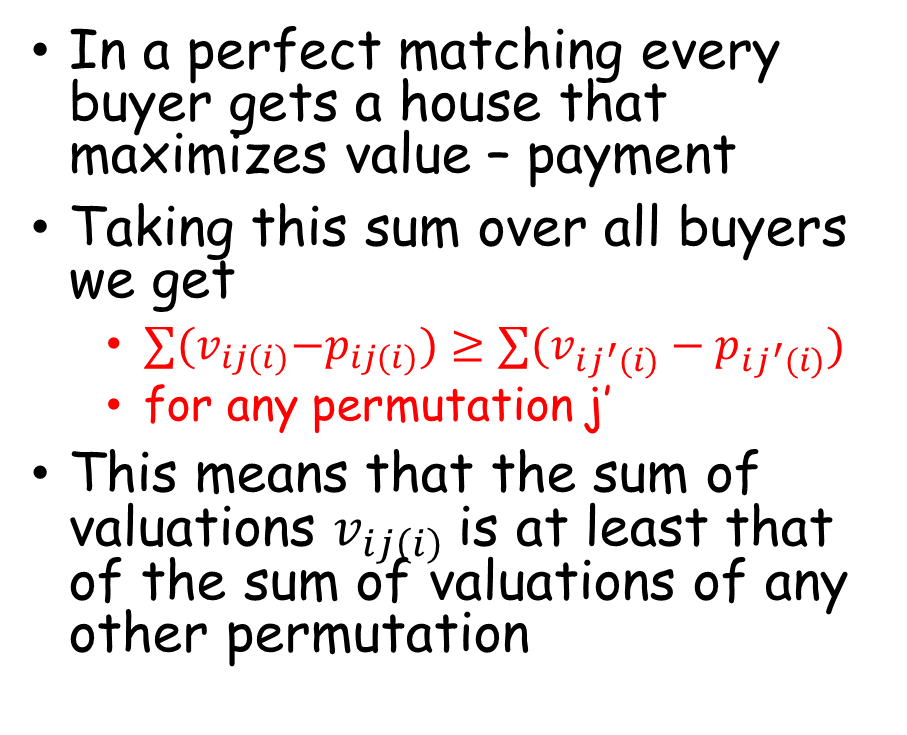 • In a perfect matching every
buyer gets a house that
maximizes value – payment
• Taking this sum over all buyers
we get
• ∑(v_{ij(i)}−p_{ij(i)}) ≥ ∑(v_{ij′(i)} − p_{ij′(i)})
• for any permutation j′
• This means that the sum of
valuations v_{ij(i)} is at least that
of the sum of valuations of any
other permutation